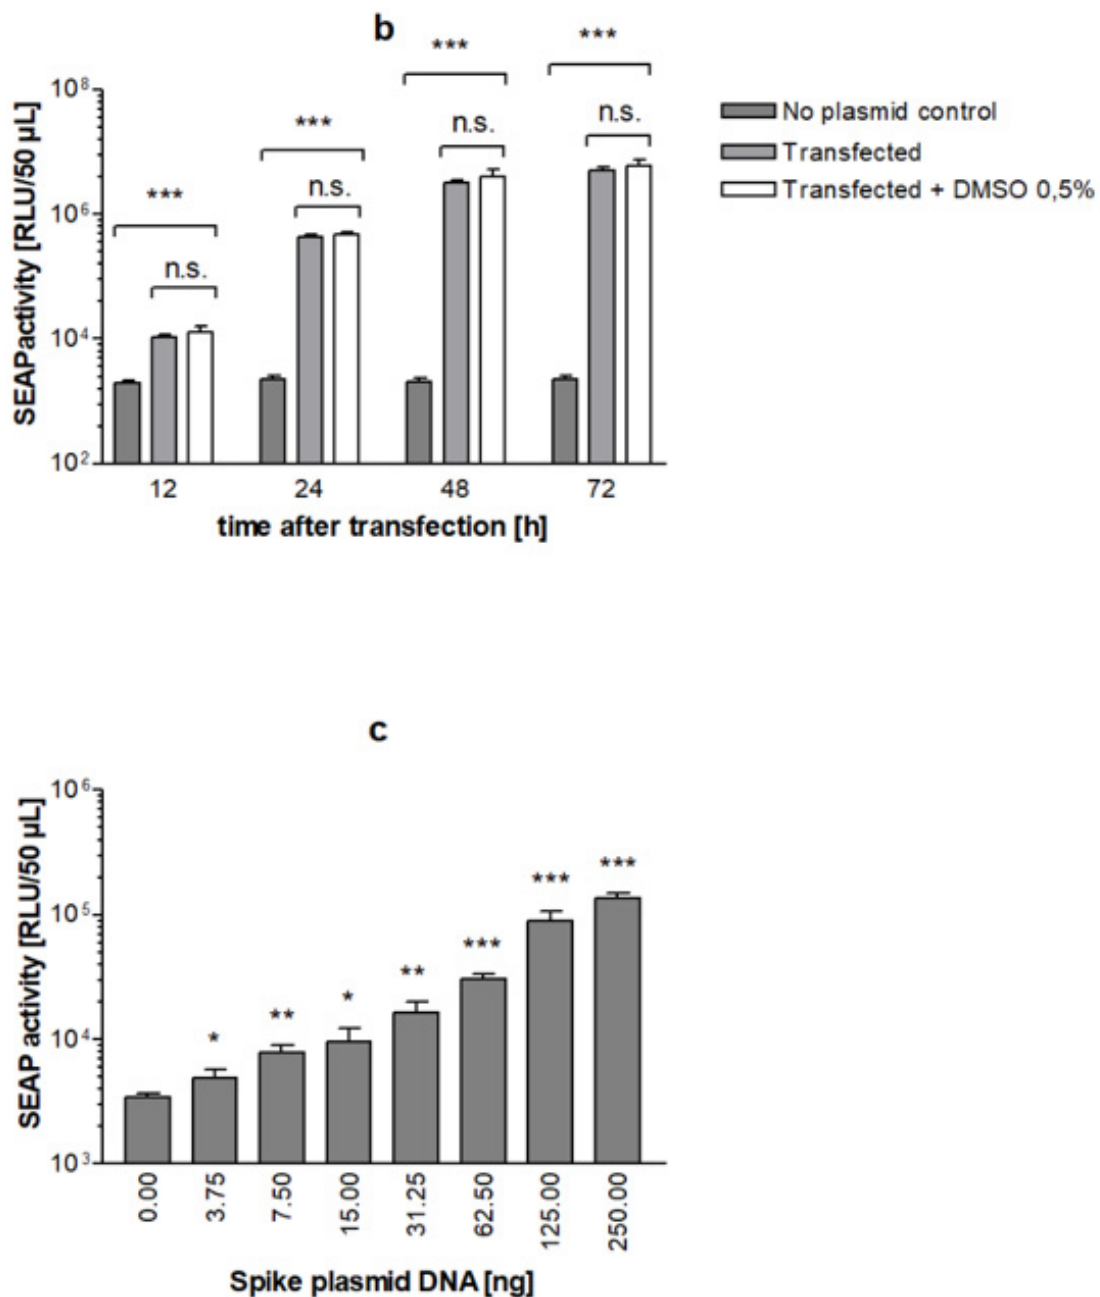 b
***
***
***
***
n.s.
n.s.
n.s.
n.s.
10⁸
10⁶
10⁴
10²
SEAPactivity [RLU/50 µL]
12 24 48 72
time after transfection [h]
No plasmid control
Transfected
Transfected + DMSO 0,5%
c
10⁶
10⁵
10⁴
10³
SEAP activity [RLU/50 µL]
* ** * ** *** *** ***
0.00 3.75 7.50 15.00 31.25 62.50 125.00 250.00
Spike plasmid DNA [ng]